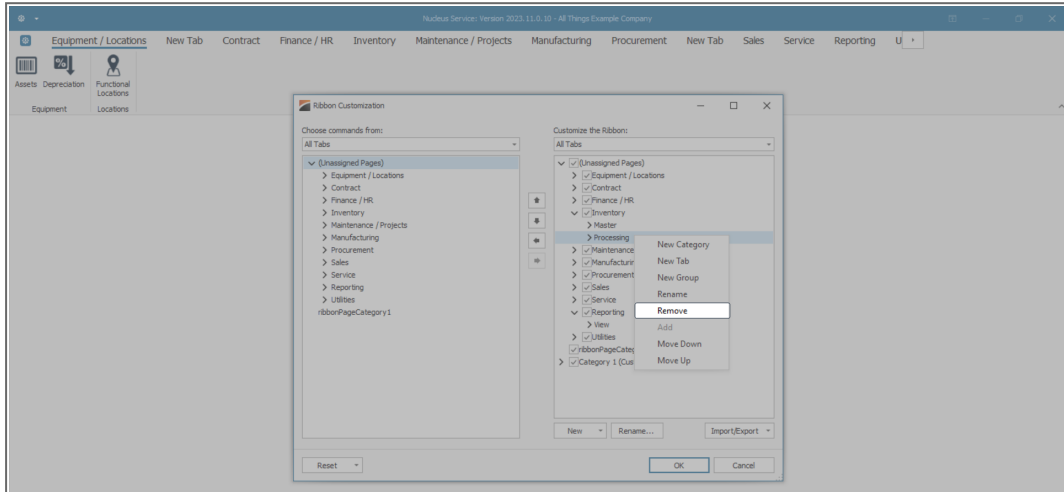 Nucleus Service: Version 2023.11.0.10 - All Things Example Company
Equipment / Locations New Tab Contract Finance / HR Inventory Maintenance / Projects Manufacturing Procurement New Tab Sales Service Reporting U
Assets Depreciation Functional
Locations
Equipment Locations
Ribbon Customization
Choose commands from:
All Tabs
(Unassigned Pages)
Equipment / Locations
Contract
Finance / HR
Inventory
Maintenance / Projects
Manufacturing
Procurement
Sales
Service
Reporting
Utilities
ribbonPageCategory1
Customize the Ribbon:
All Tabs
(Unassigned Pages)
Equipment / Locations
Contract
Finance / HR
Inventory
Master
Processing
Maintenance
Manufacturin
Procurement
Sales
Service
Reporting
View
Utilities
ribbonPageCateg
Category 1 (Cus
New Category
New Tab
New Group
Rename
Remove
Add
Move Down
Move Up
New Rename... Import/Export
Reset OK Cancel